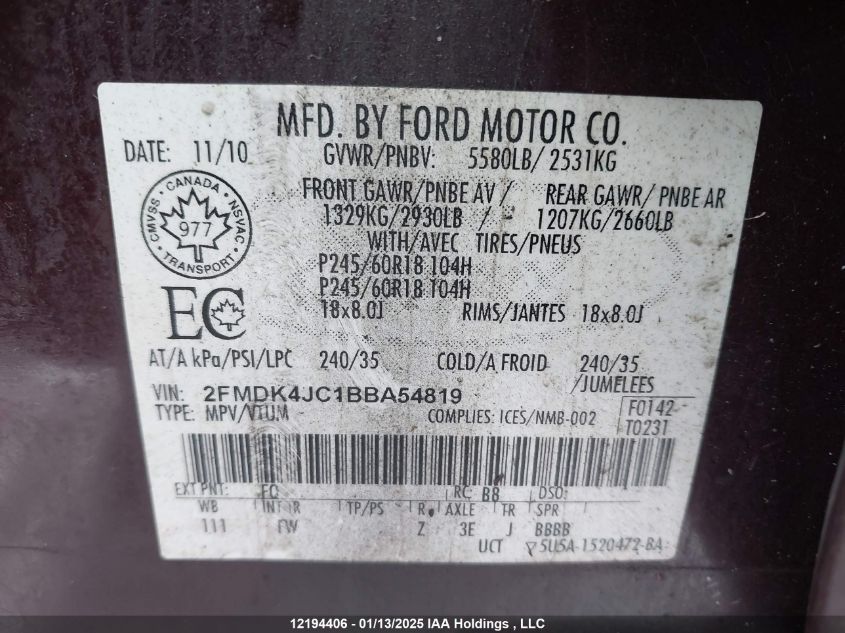 MFD. BY FORD MOTOR CO.
DATE: 11/10 GVWR/PNBV: 5580LB/ 2531KG
CANADA CMVSS NSVAC 977 TRANSPORT
FRONT GAWR/PNBE AV / REAR GAWR/ PNBE AR
1329KG/2930LB / - 1207KG/2660LB
WITH/AVEC TIRES/PNEUS
P245/60R18 104H
P245/60R18 104H
EC 18x8.0J RIMS/JANTES 18x8.0J
AT/A kPa/PSI/LPC 240/35 COLD/A FROID 240/35
/JUMELEES
VIN: 2FMDK4JC1BBA54819
TYPE: MPV/VTUM COMPLIES: ICES/NMB-002 F0142
T0231
EXT PNT: FQ RC: B8 DSO:
WB INT TR TP/PS R. AXLE TR SPR
111 FW Z 3E J BBBB
UCT 5U5A-1520472-BA
12194406 - 01/13/2025 IAA Holdings , LLC